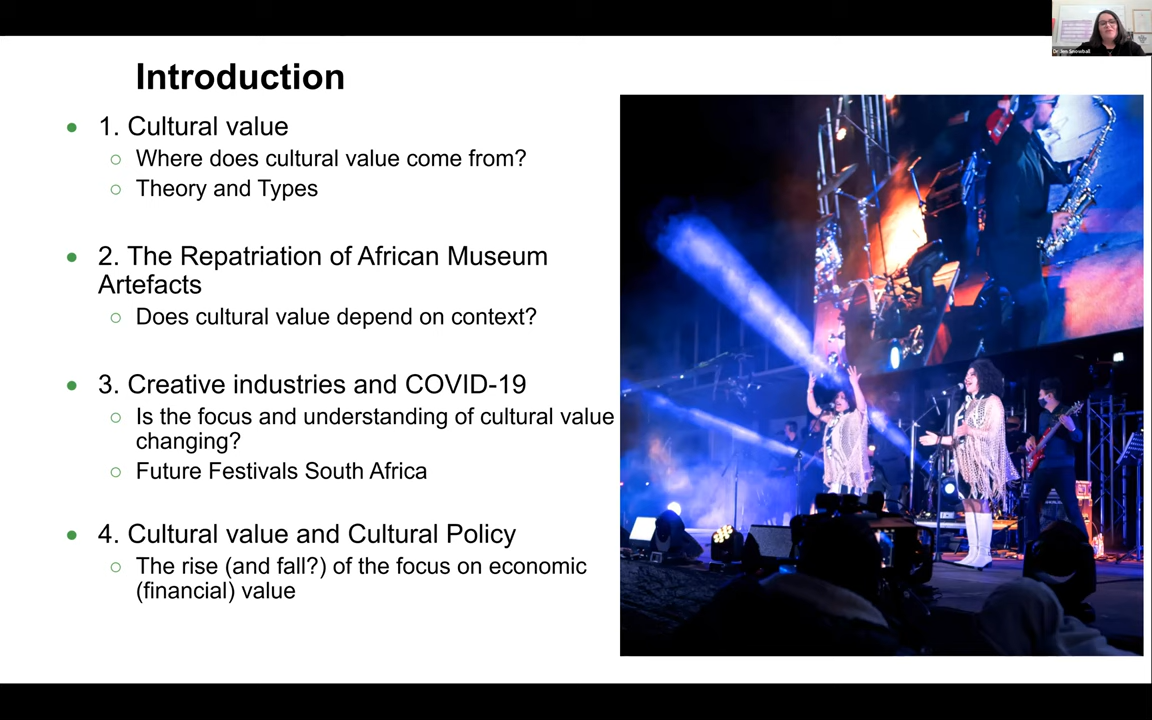 Introduction
• 1. Cultural value
○ Where does cultural value come from?
○ Theory and Types
• 2. The Repatriation of African Museum
Artefacts
○ Does cultural value depend on context?
• 3. Creative industries and COVID-19
○ Is the focus and understanding of cultural value
changing?
○ Future Festivals South Africa
• 4. Cultural value and Cultural Policy
○ The rise (and fall?) of the focus on economic
(financial) value
Dr. Jen Snowball